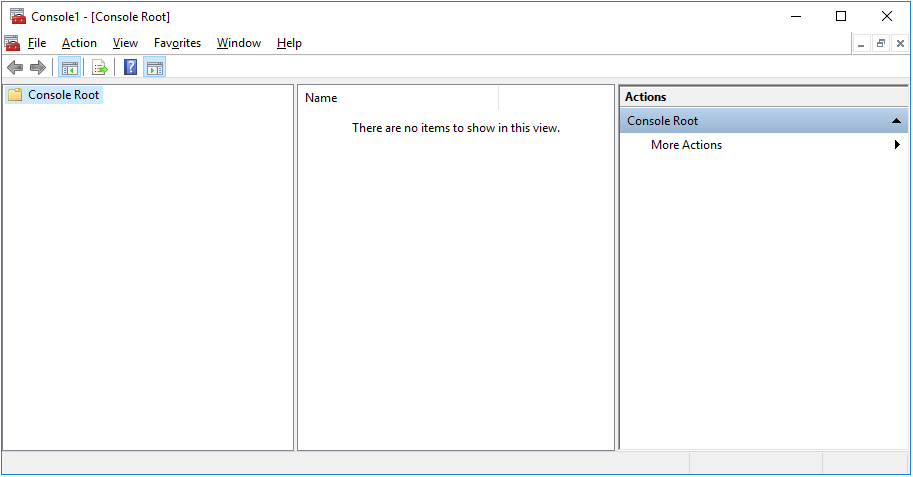 Console1 - [Console Root]
File Action View Favorites Window Help
?
Console Root
Name
There are no items to show in this view.
Actions
Console Root
More Actions